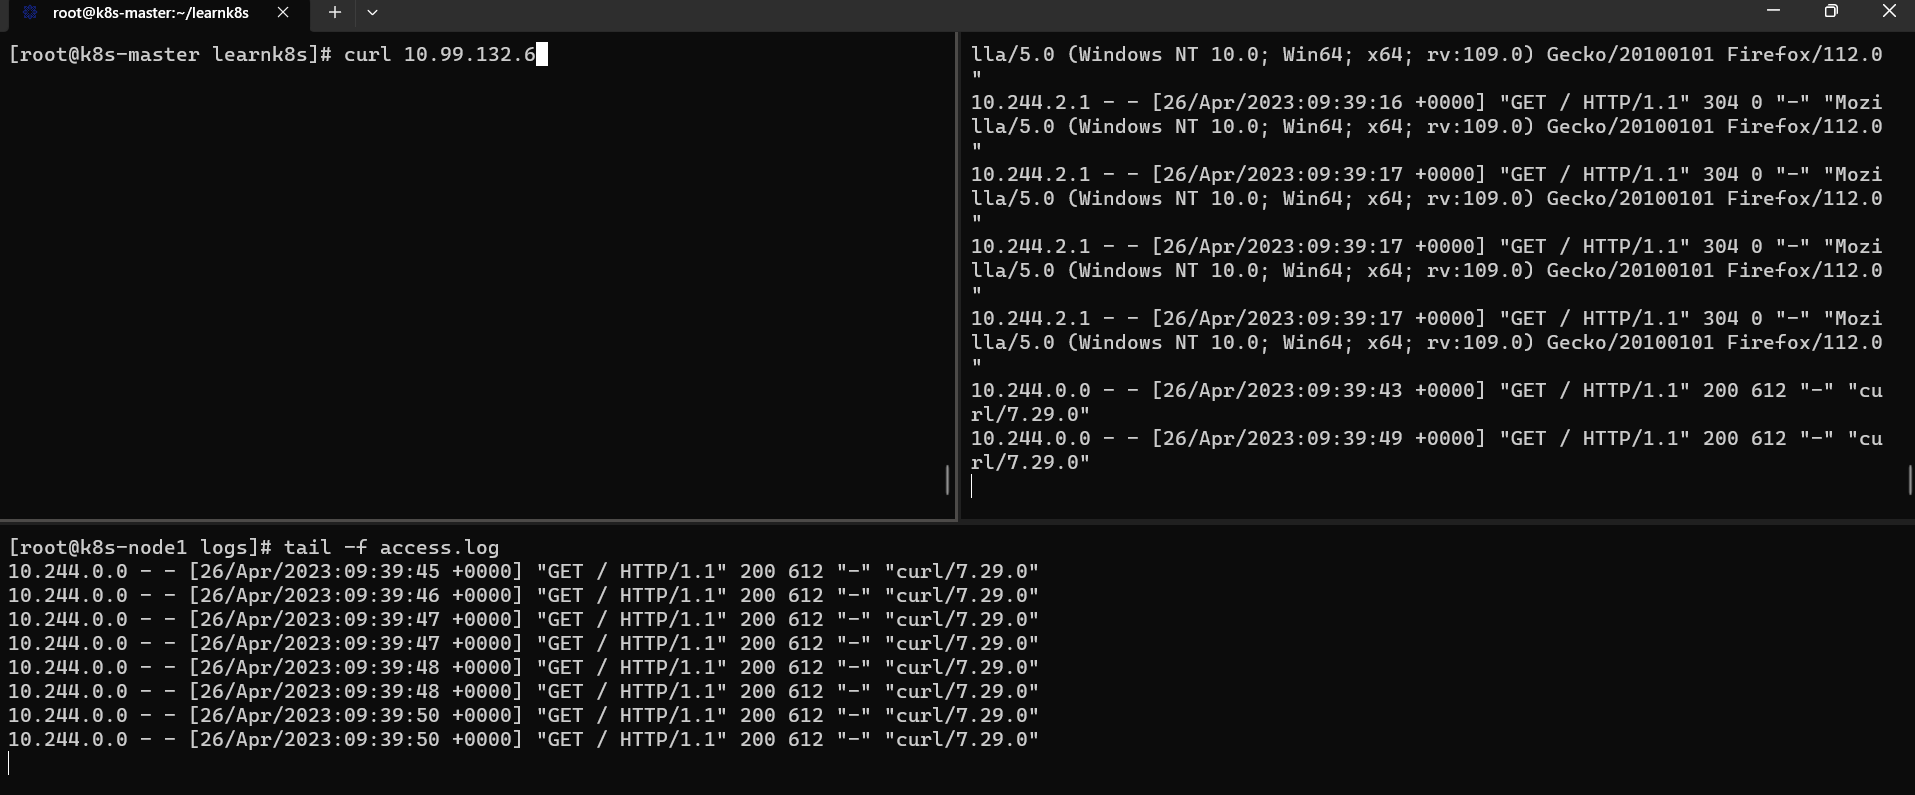 root@k8s-master:~/learnk8s
[root@k8s-master learnk8s]# curl 10.99.132.6
lla/5.0 (Windows NT 10.0; Win64; x64; rv:109.0) Gecko/20100101 Firefox/112.0
"
10.244.2.1 - - [26/Apr/2023:09:39:16 +0000] "GET / HTTP/1.1" 304 0 "-" "Mozi
lla/5.0 (Windows NT 10.0; Win64; x64; rv:109.0) Gecko/20100101 Firefox/112.0
"
10.244.2.1 - - [26/Apr/2023:09:39:17 +0000] "GET / HTTP/1.1" 304 0 "-" "Mozi
lla/5.0 (Windows NT 10.0; Win64; x64; rv:109.0) Gecko/20100101 Firefox/112.0
"
10.244.2.1 - - [26/Apr/2023:09:39:17 +0000] "GET / HTTP/1.1" 304 0 "-" "Mozi
lla/5.0 (Windows NT 10.0; Win64; x64; rv:109.0) Gecko/20100101 Firefox/112.0
"
10.244.2.1 - - [26/Apr/2023:09:39:17 +0000] "GET / HTTP/1.1" 304 0 "-" "Mozi
lla/5.0 (Windows NT 10.0; Win64; x64; rv:109.0) Gecko/20100101 Firefox/112.0
"
10.244.0.0 - - [26/Apr/2023:09:39:43 +0000] "GET / HTTP/1.1" 200 612 "-" "cu
rl/7.29.0"
10.244.0.0 - - [26/Apr/2023:09:39:49 +0000] "GET / HTTP/1.1" 200 612 "-" "cu
rl/7.29.0"
[root@k8s-node1 logs]# tail -f access.log
10.244.0.0 - - [26/Apr/2023:09:39:45 +0000] "GET / HTTP/1.1" 200 612 "-" "curl/7.29.0"
10.244.0.0 - - [26/Apr/2023:09:39:46 +0000] "GET / HTTP/1.1" 200 612 "-" "curl/7.29.0"
10.244.0.0 - - [26/Apr/2023:09:39:47 +0000] "GET / HTTP/1.1" 200 612 "-" "curl/7.29.0"
10.244.0.0 - - [26/Apr/2023:09:39:47 +0000] "GET / HTTP/1.1" 200 612 "-" "curl/7.29.0"
10.244.0.0 - - [26/Apr/2023:09:39:48 +0000] "GET / HTTP/1.1" 200 612 "-" "curl/7.29.0"
10.244.0.0 - - [26/Apr/2023:09:39:48 +0000] "GET / HTTP/1.1" 200 612 "-" "curl/7.29.0"
10.244.0.0 - - [26/Apr/2023:09:39:50 +0000] "GET / HTTP/1.1" 200 612 "-" "curl/7.29.0"
10.244.0.0 - - [26/Apr/2023:09:39:50 +0000] "GET / HTTP/1.1" 200 612 "-" "curl/7.29.0"